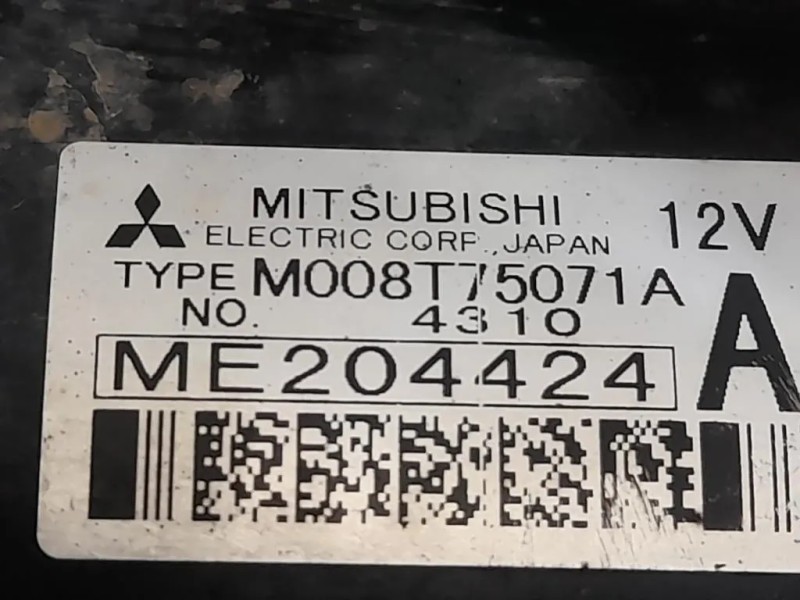 MITSUBISHI 12V
ELECTRIC CORP., JAPAN
TYPE M008T75071A
NO. 4310 A
ME204424